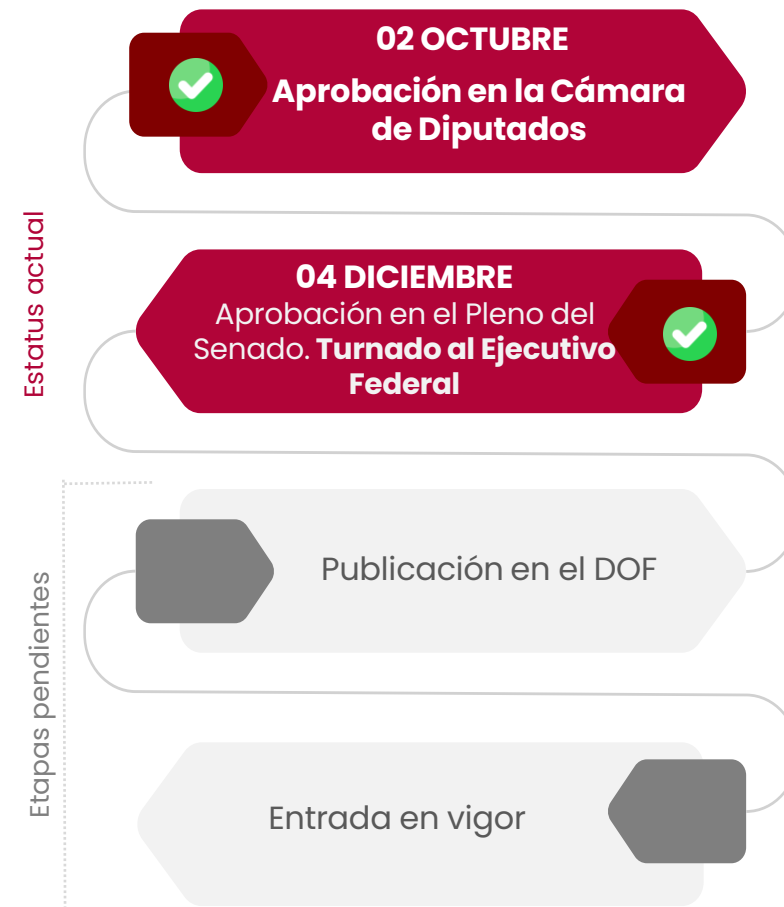 02 OCTUBRE
Aprobación en la Cámara
de Diputados
Estatus actual
04 DICIEMBRE
Aprobación en el Pleno del
Senado. Turnado al Ejecutivo
Federal
Etapas pendientes
Publicación en el DOF
Entrada en vigor